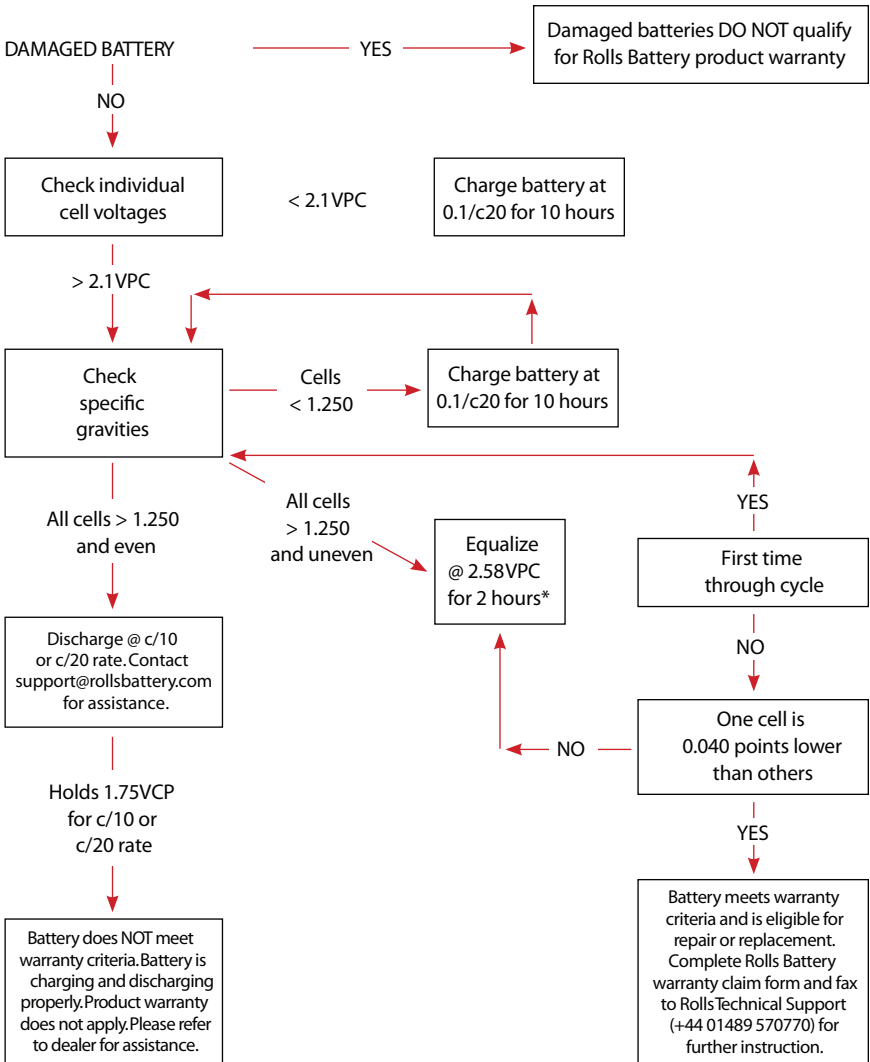 DAMAGED BATTERY
YES
Damaged batteries DO NOT qualify
for Rolls Battery product warranty
NO
Check individual
cell voltages
< 2.1VPC
Charge battery at
0.1/c20 for 10 hours
> 2.1VPC
Check
specific
gravities
Cells
< 1.250
Charge battery at
0.1/c20 for 10 hours
All cells > 1.250
and even
All cells
> 1.250
and uneven
Equalize
@ 2.58VPC
for 2 hours*
YES
First time
through cycle
NO
Discharge @ c/10
or c/20 rate. Contact
support@rollsbattery.com
for assistance.
One cell is
0.040 points lower
than others
NO
Holds 1.75VCP
for c/10 or
c/20 rate
YES
Battery does NOT meet
warranty criteria. Battery is
charging and discharging
properly. Product warranty
does not apply. Please refer
to dealer for assistance.
Battery meets warranty
criteria and is eligible for
repair or replacement.
Complete Rolls Battery
warranty claim form and fax
to Rolls Technical Support
(+44 01489 570770) for
further instruction.